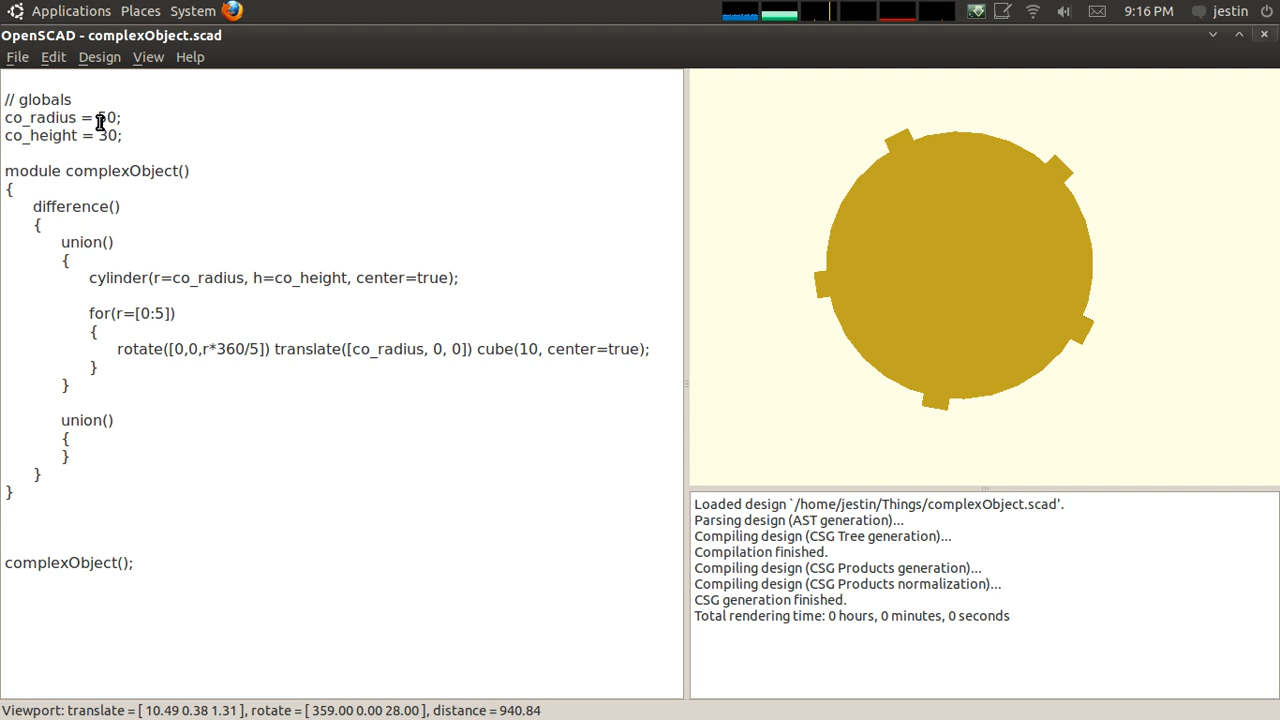 Applications Places System 9:16 PM jestin
OpenSCAD - complexObject.scad
File Edit Design View Help
// globals
co_radius = 50;
co_height = 30;
module complexObject()
{
difference()
{
union()
{
cylinder(r=co_radius, h=co_height, center=true);
for(r=[0:5])
{
rotate([0,0,r*360/5]) translate([co_radius, 0, 0]) cube(10, center=true);
}
}
union()
{
}
}
}
complexObject();
Loaded design `/home/jestin/Things/complexObject.scad'.
Parsing design (AST generation)...
Compiling design (CSG Tree generation)...
Compilation finished.
Compiling design (CSG Products generation)...
Compiling design (CSG Products normalization)...
CSG generation finished.
Total rendering time: 0 hours, 0 minutes, 0 seconds
Viewport: translate = [ 10.49 0.38 1.31 ], rotate = [ 359.00 0.00 28.00 ], distance = 940.84